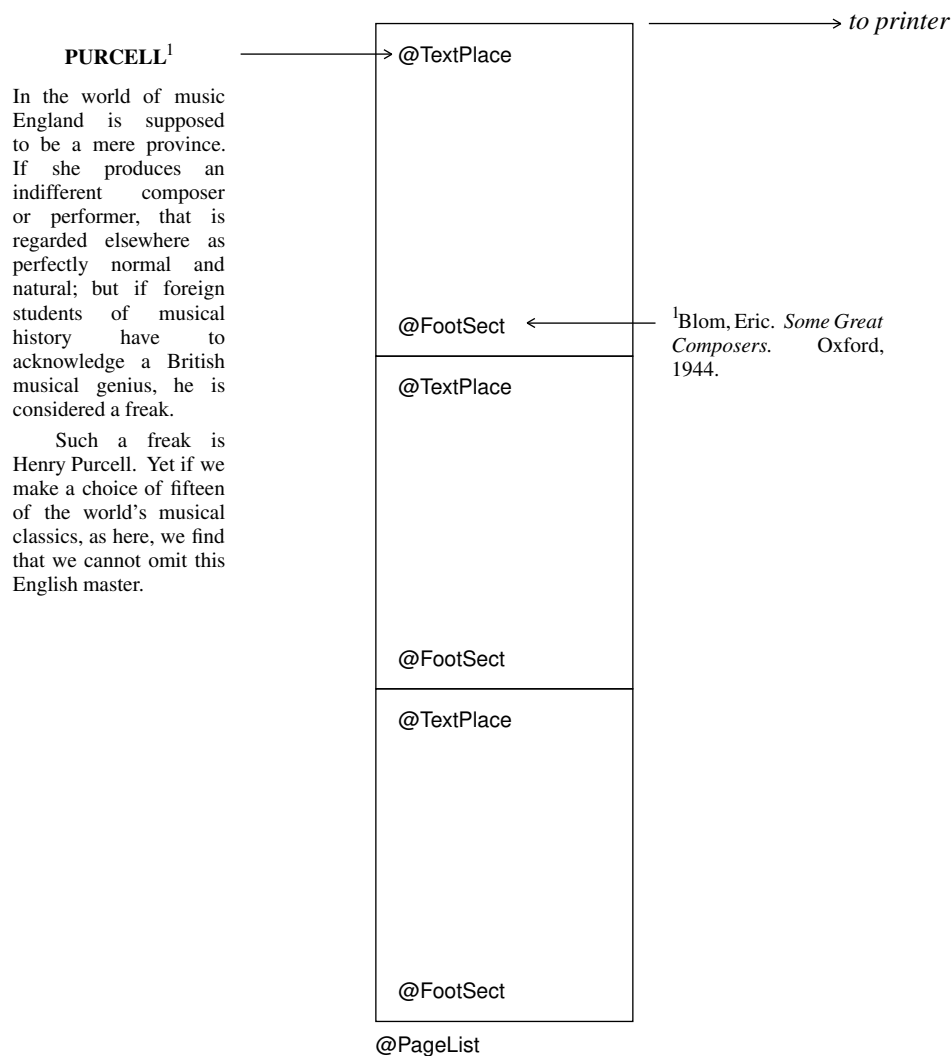 to printer
PURCELL¹
In the world of music
England is supposed
to be a mere province.
If she produces an
indifferent composer
or performer, that is
regarded elsewhere as
perfectly normal and
natural; but if foreign
students of musical
history have to
acknowledge a British
musical genius, he is
considered a freak.
Such a freak is
Henry Purcell. Yet if we
make a choice of fifteen
of the world's musical
classics, as here, we find
that we cannot omit this
English master.
@TextPlace
@FootSect
¹Blom, Eric. Some Great
Composers. Oxford,
1944.
@TextPlace
@FootSect
@TextPlace
@FootSect
@PageList